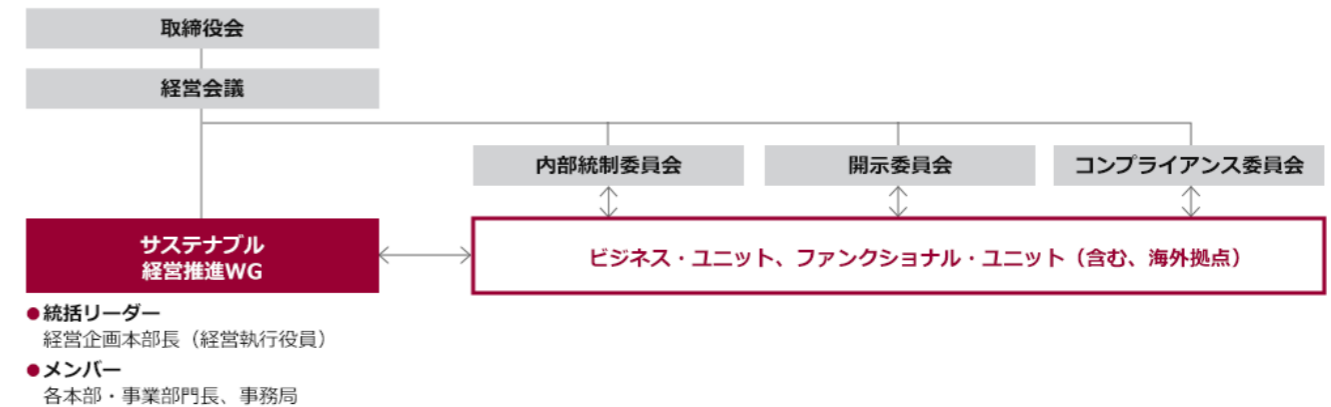 取締役会
経営会議
内部統制委員会
開示委員会
コンプライアンス委員会
サステナブル
経営推進WG
ビジネス・ユニット、ファンクショナル・ユニット（含む、海外拠点）
●統括リーダー
経営企画本部長（経営執行役員）
●メンバー
各本部・事業部門長、事務局